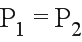 P₁ = P₂